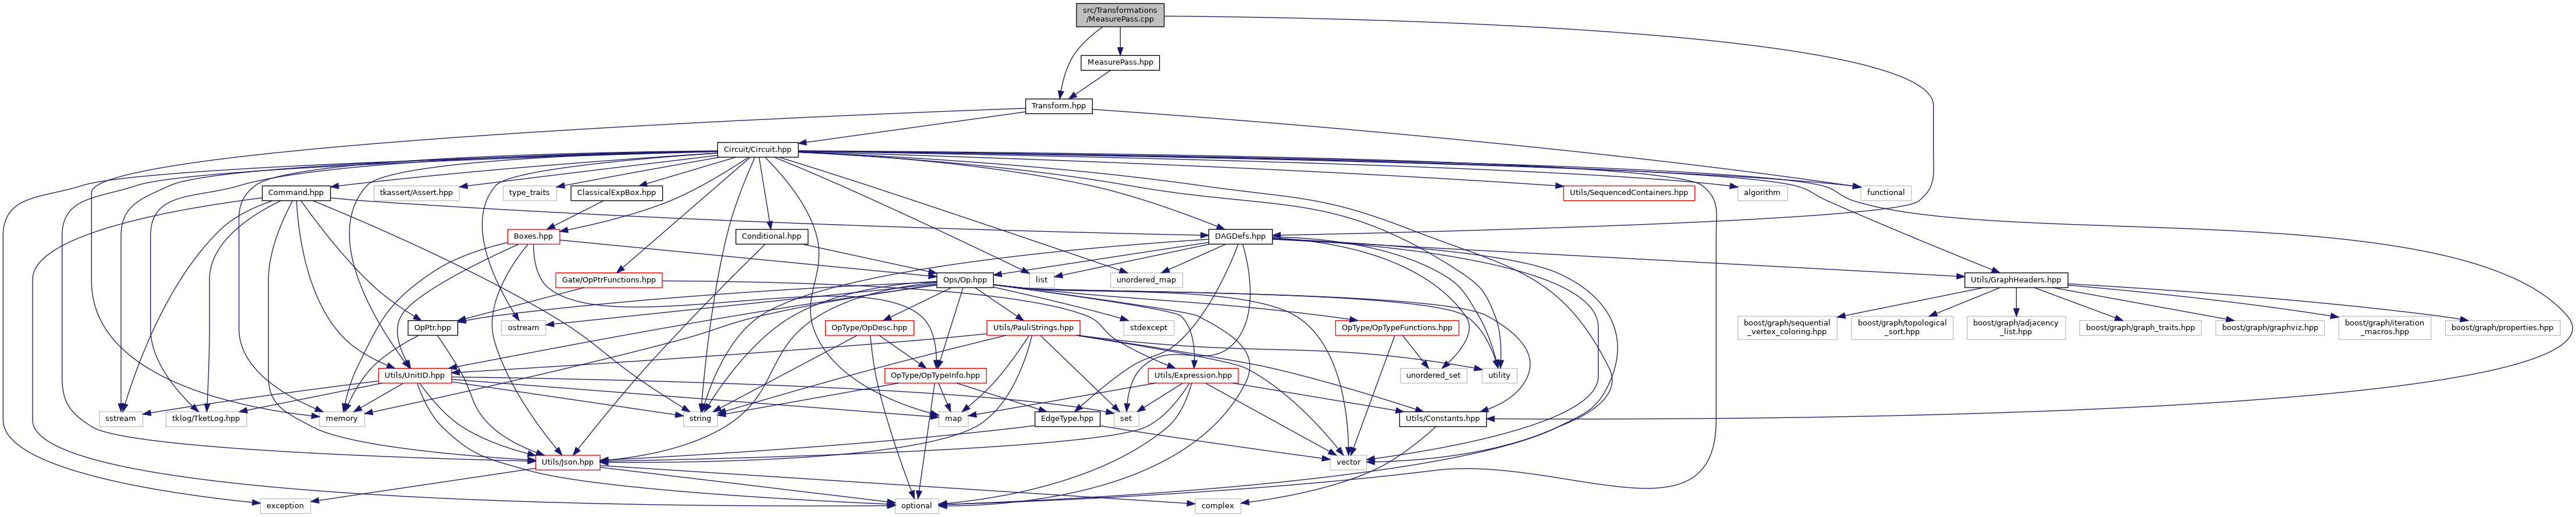 src/Transformations
/MeasurePass.cpp
MeasurePass.hpp
Transform.hpp
Circuit/Circuit.hpp
Command.hpp
tkassert/Assert.hpp
type_traits
ClassicalExpBox.hpp
Utils/SequencedContainers.hpp
algorithm
functional
Boxes.hpp
Conditional.hpp
DAGDefs.hpp
Gate/OpPtrFunctions.hpp
Ops/Op.hpp
list
unordered_map
Utils/GraphHeaders.hpp
OpPtr.hpp
ostream
OpType/OpDesc.hpp
Utils/PauliStrings.hpp
stdexcept
OpType/OpTypeFunctions.hpp
boost/graph/sequential
_vertex_coloring.hpp
boost/graph/topological
_sort.hpp
boost/graph/adjacency
_list.hpp
boost/graph/graph_traits.hpp
boost/graph/graphviz.hpp
boost/graph/iteration
_macros.hpp
boost/graph/properties.hpp
Utils/UnitID.hpp
OpType/OpTypeInfo.hpp
Utils/Expression.hpp
unordered_set
utility
sstream
tklog/TketLog.hpp
memory
string
map
EdgeType.hpp
set
Utils/Constants.hpp
Utils/Json.hpp
vector
exception
optional
complex